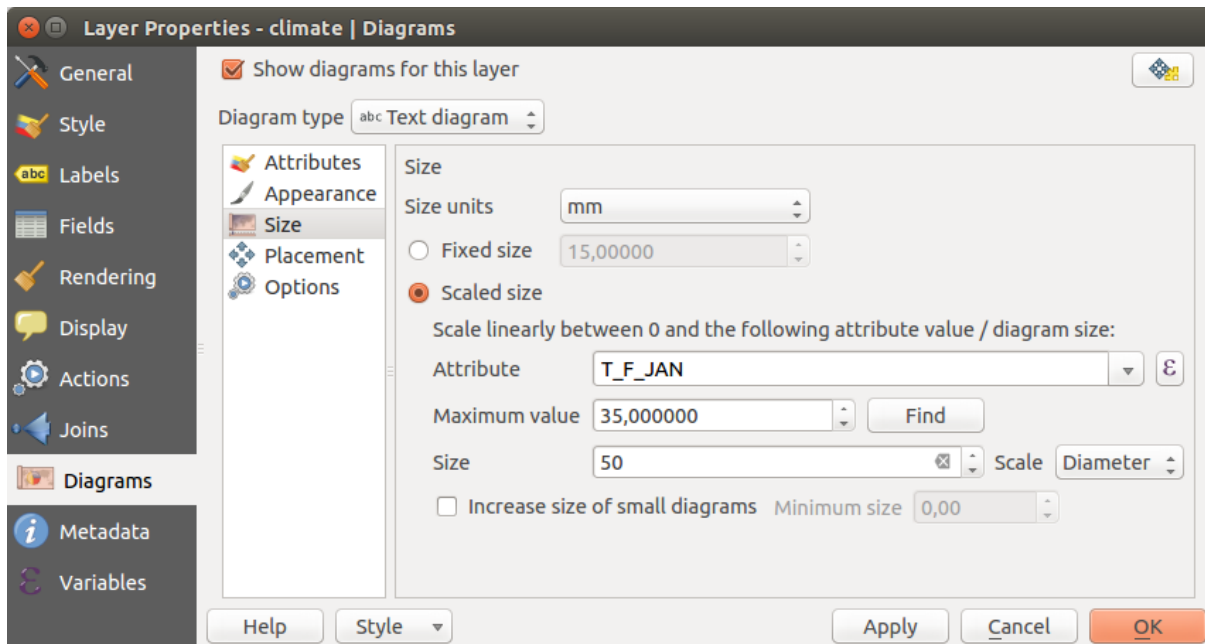 Layer Properties - climate | Diagrams
General
Style
abc Labels
Fields
Rendering
Display
Actions
Joins
Diagrams
Metadata
Variables
Show diagrams for this layer
Diagram type abc Text diagram
Attributes
Appearance
Size
Placement
Options
Size
Size units mm
Fixed size 15,00000
Scaled size
Scale linearly between 0 and the following attribute value / diagram size:
Attribute T_F_JAN ε
Maximum value 35,000000 Find
Size 50 Scale Diameter
Increase size of small diagrams Minimum size 0,00
Help Style Apply Cancel OK